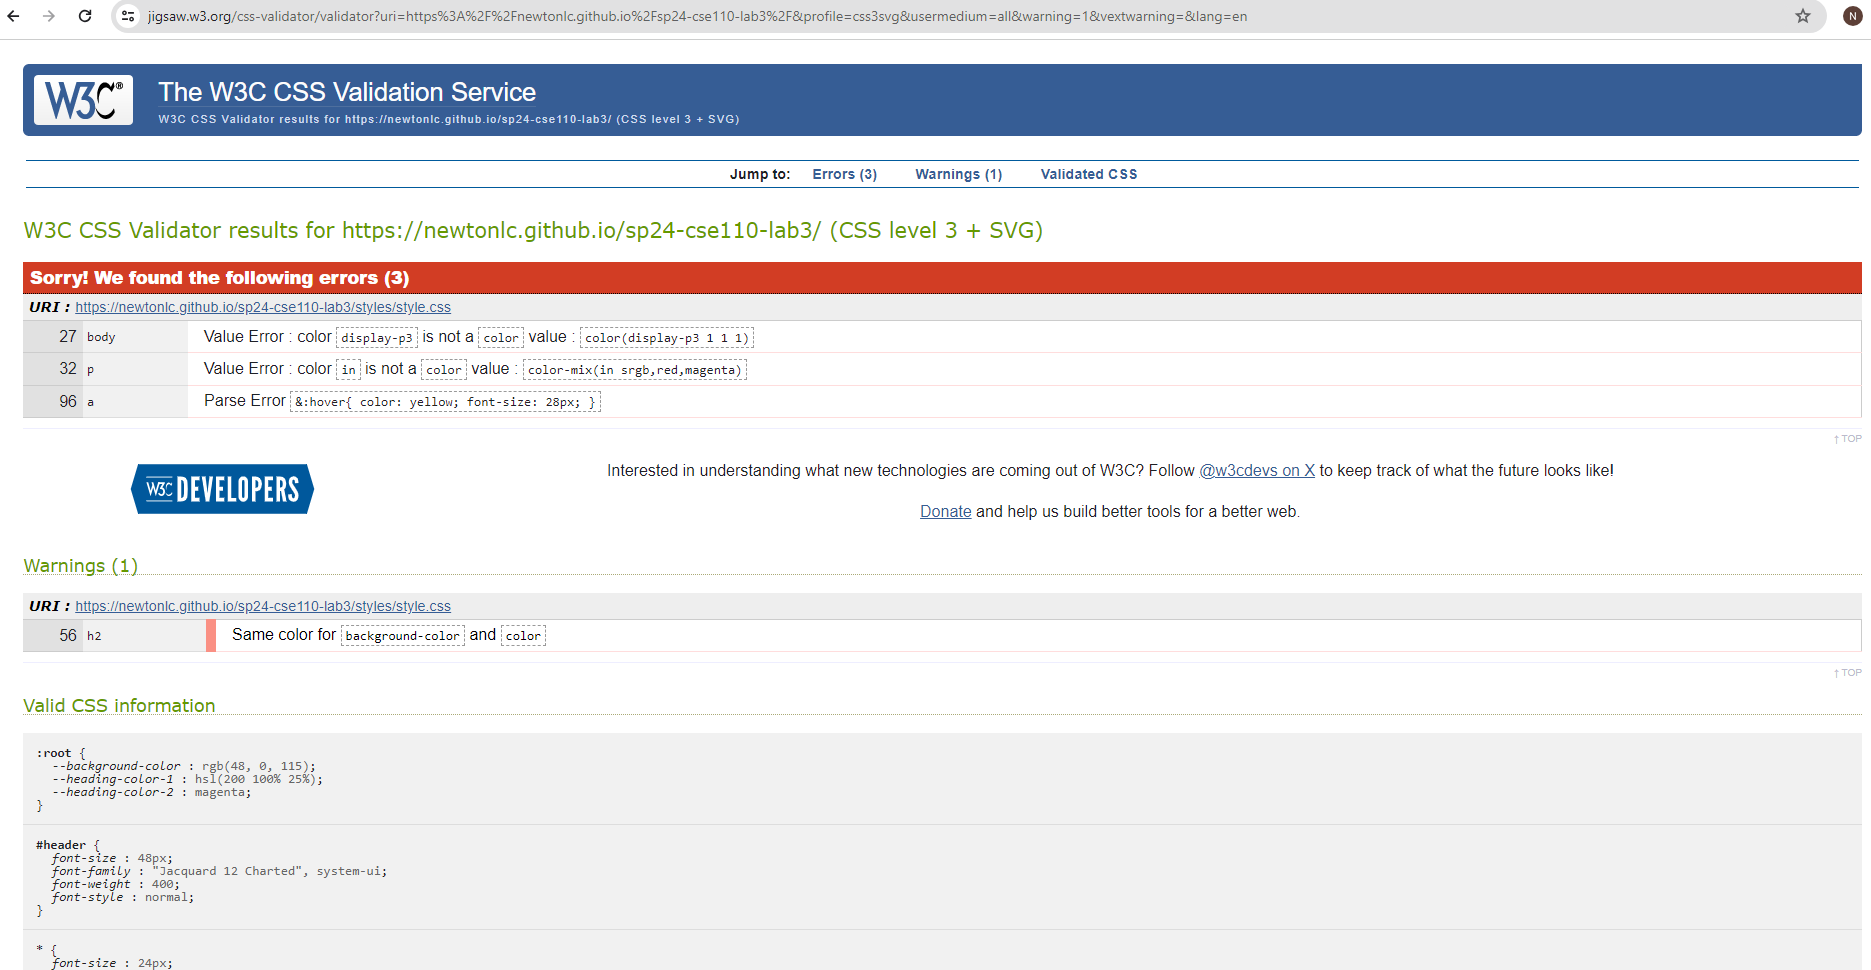 jigsaw.w3.org/css-validator/validator?uri=https%3A%2F%2Fnewtonlc.github.io%2Fsp24-cse110-lab3%2F&profile=css3svg&usermedium=all&warning=1&vextwarning=&lang=en
N
W3C®
The W3C CSS Validation Service
W3C CSS Validator results for https://newtonlc.github.io/sp24-cse110-lab3/ (CSS level 3 + SVG)
Jump to: Errors (3) Warnings (1) Validated CSS
W3C CSS Validator results for https://newtonlc.github.io/sp24-cse110-lab3/ (CSS level 3 + SVG)
Sorry! We found the following errors (3)
URI : https://newtonlc.github.io/sp24-cse110-lab3/styles/style.css
27 body Value Error : color display-p3 is not a color value : color(display-p3 1 1 1)
32 p Value Error : color in is not a color value : color-mix(in srgb,red,magenta)
96 a Parse Error &:hover{ color: yellow; font-size: 28px; }
↑ TOP
W3C DEVELOPERS
Interested in understanding what new technologies are coming out of W3C? Follow @w3cdevs on X to keep track of what the future looks like!
Donate and help us build better tools for a better web.
Warnings (1)
URI : https://newtonlc.github.io/sp24-cse110-lab3/styles/style.css
56 h2 Same color for background-color and color
↑ TOP
Valid CSS information
:root {
--background-color : rgb(48, 0, 115);
--heading-color-1 : hsl(200 100% 25%);
--heading-color-2 : magenta;
}
#header {
font-size : 48px;
font-family : "Jacquard 12 Charted", system-ui;
font-weight : 400;
font-style : normal;
}
* {
font-size : 24px;